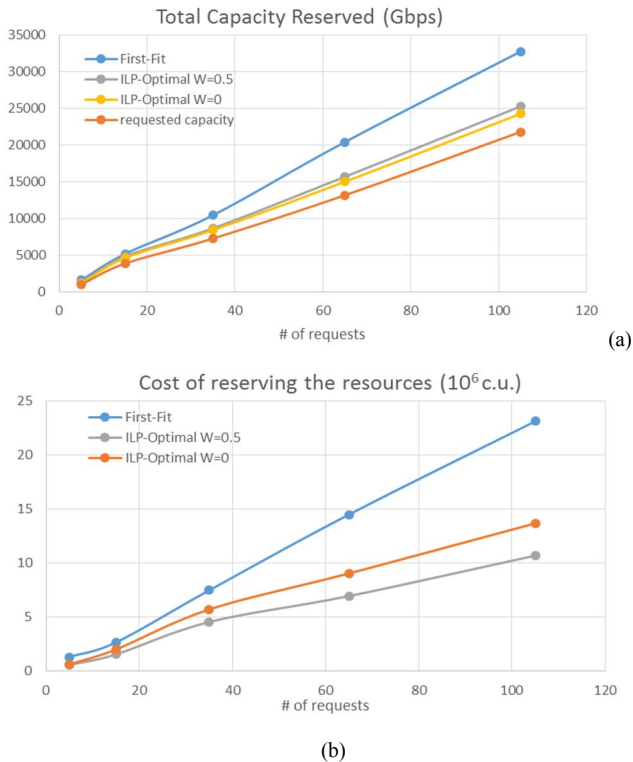 Total Capacity Reserved (Gbps)
35000
30000
25000
20000
15000
10000
5000
0
First-Fit
ILP-Optimal W=0.5
ILP-Optimal W=0
requested capacity
0 20 40 60 80 100 120
# of requests
(a)
Cost of reserving the resources (10⁶ c.u.)
25
20
15
10
5
0
First-Fit
ILP-Optimal W=0.5
ILP-Optimal W=0
0 20 40 60 80 100 120
# of requests
(b)